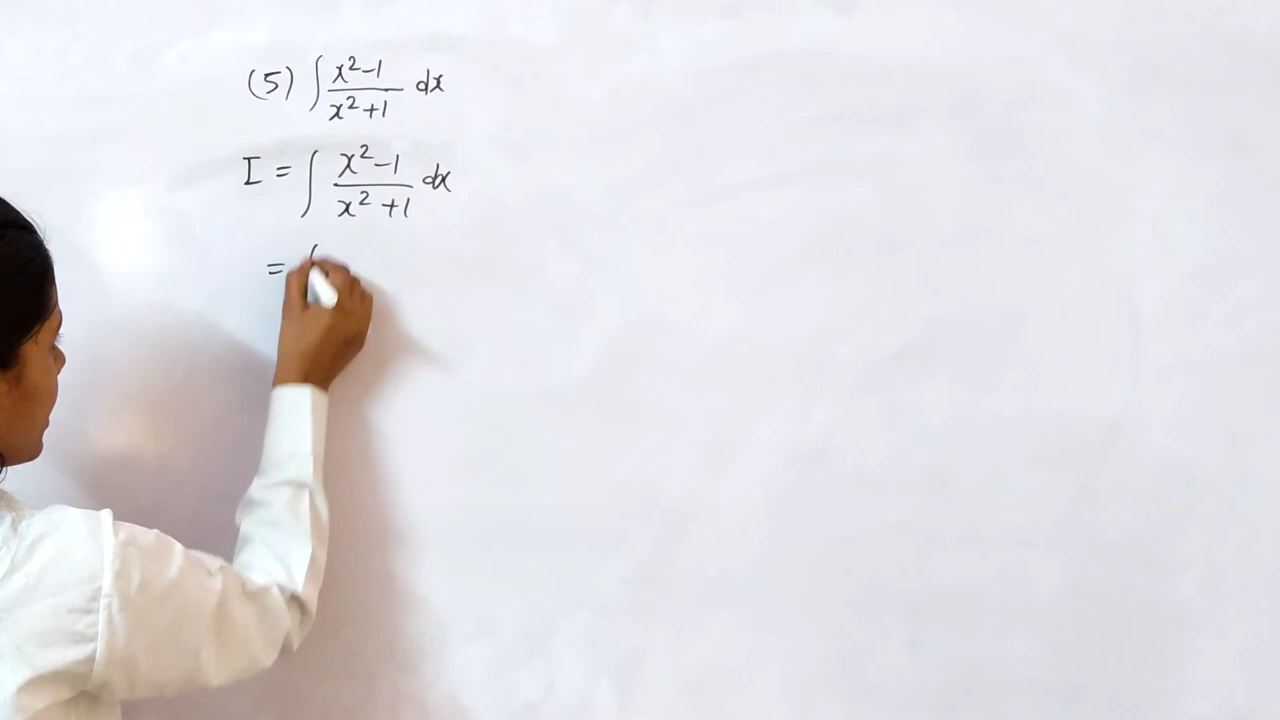 (5) ∫ x²-1 / x²+1 dx
I = ∫ x²-1 / x²+1 dx
= ∫